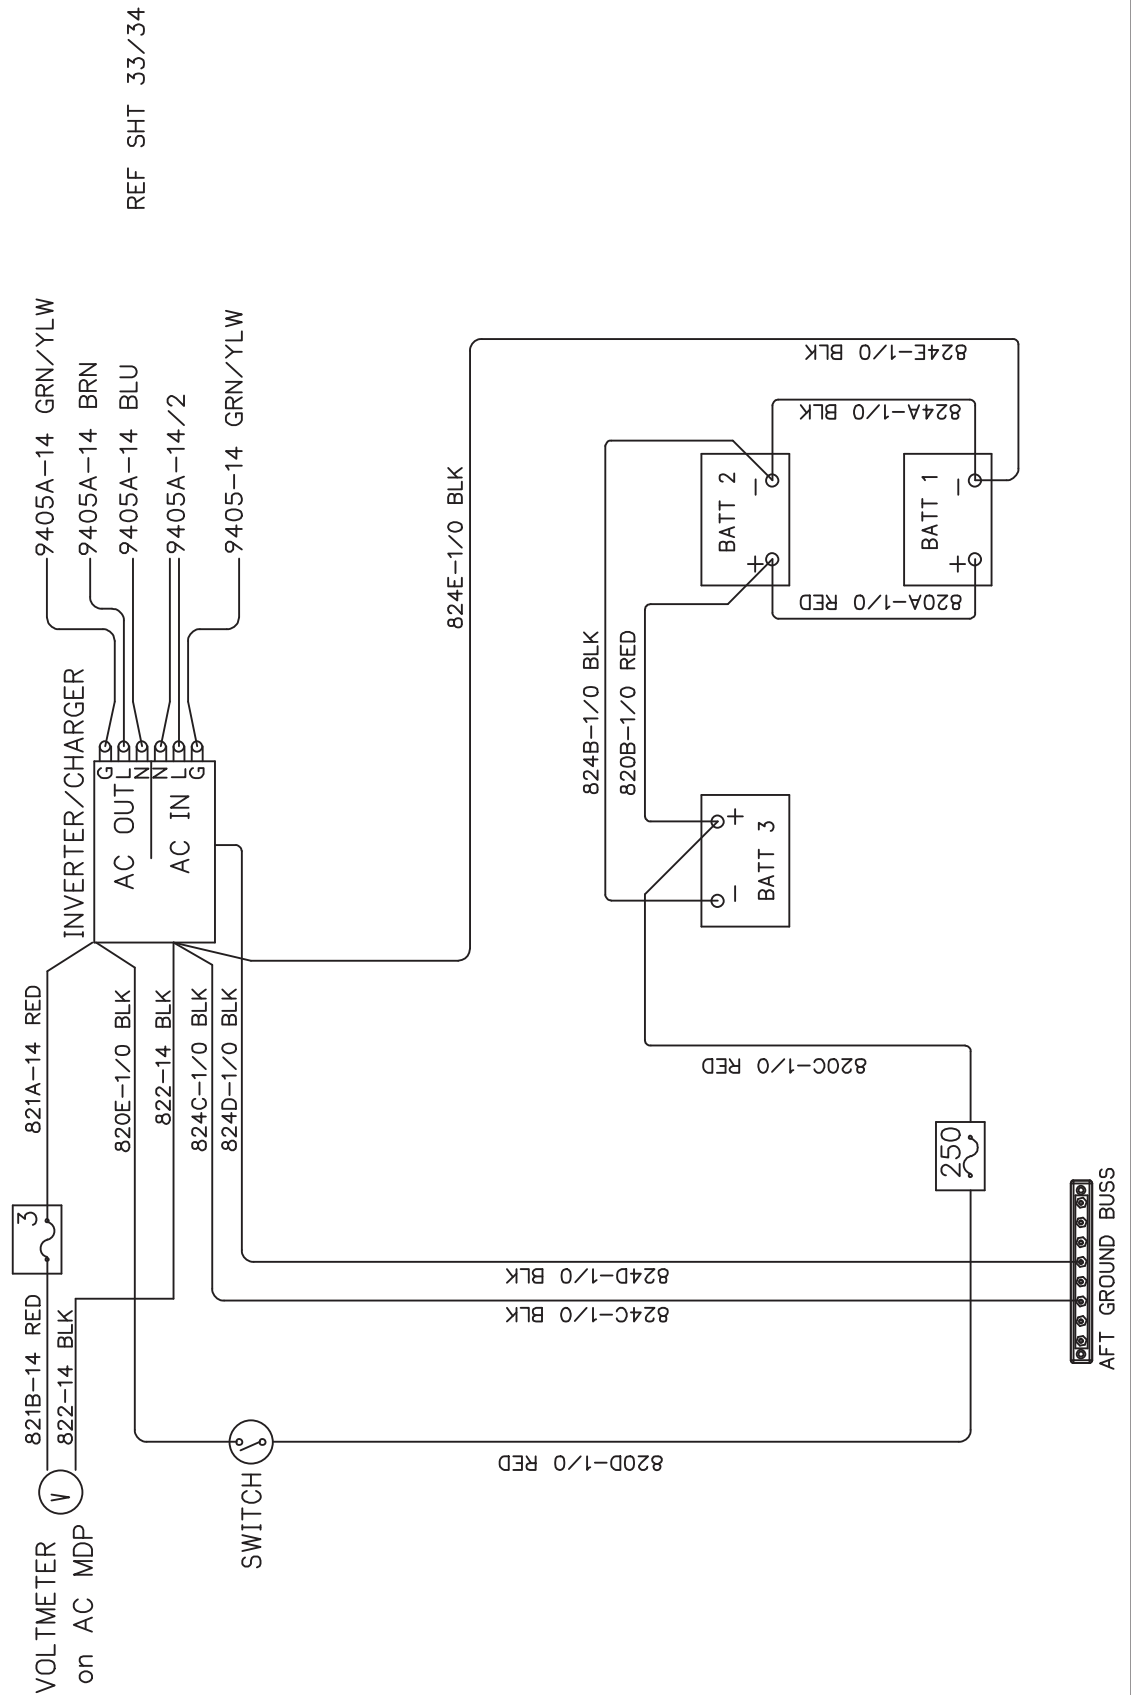 REF SHT 33/34
9405A-14 GRN/YLW
9405A-14 BRN
9405A-14 BLU
9405A-14/2
9405-14 GRN/YLW
INVERTER/CHARGER
G
L
N
N
L
G
AC OUT
AC IN
821A-14 RED
820E-1/0 BLK
822-14 BLK
824C-1/0 BLK
824D-1/0 BLK
3
821B-14 RED
822-14 BLK
V
VOLTMETER
on AC MDP
SWITCH
824E-1/0 BLK
824E-1/0 BLK
824A-1/0 BLK
BATT 2
-
+
BATT 1
-
+
820A-1/0 RED
824B-1/0 BLK
820B-1/0 RED
BATT 3
+
-
820C-1/0 RED
250
824D-1/0 BLK
824C-1/0 BLK
820D-1/0 RED
AFT GROUND BUSS